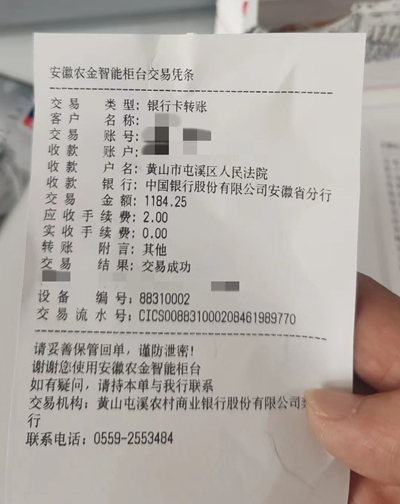 安徽农金智能柜台交易凭条
交易 类型: 银行卡转账
客户 名称:
交易 账号:
收款 账户:
收款 户名: 黄山市屯溪区人民法院
收款 银行: 中国银行股份有限公司安徽省分行
交易 金额: 1184.25
应收手续费: 2.00
实收手续费: 0.00
转账 附言: 其他
交易 结果: 交易成功
设备 编号: 88310002
交易流水号: CICS008831000208461989770
请妥善保管回单，谨防泄密!
谢谢您使用安徽农金智能柜台
如有疑问，请持本单与我行联系
交易机构: 黄山屯溪农村商业银行股份有限公司
联系电话: 0559-2553484